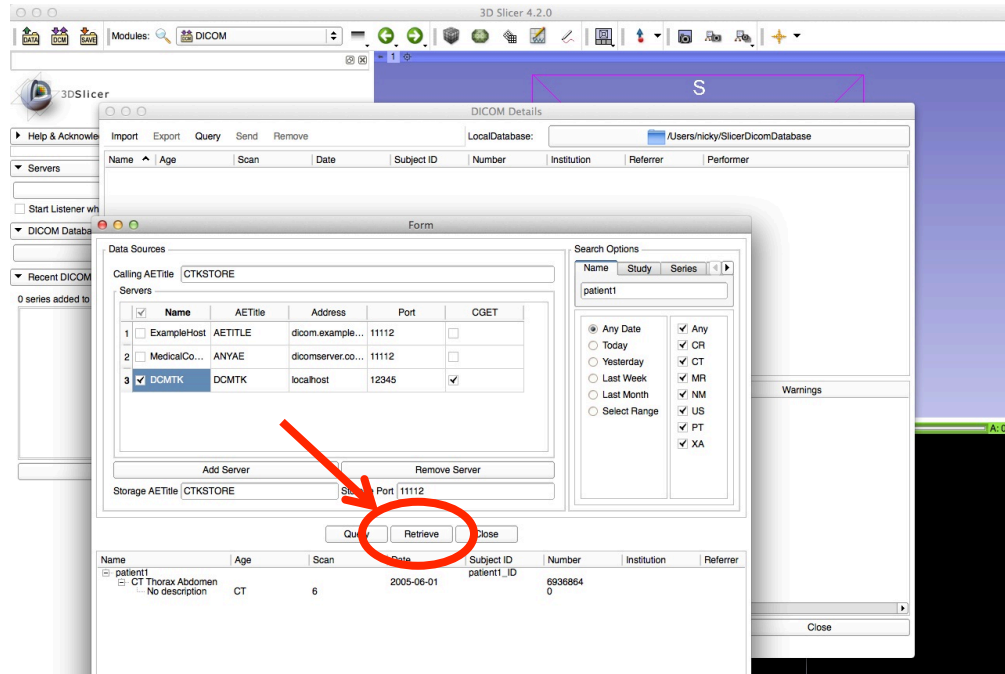 3D Slicer 4.2.0
DATA DCM SAVE Modules: DICOM
1
3DSlicer
S
DICOM Details
Help & Acknowle
Import Export Query Send Remove LocalDatabase: /Users/nicky/SlicerDicomDatabase
Name Age Scan Date Subject ID Number Institution Referrer Performer
Servers
Start Listener wh
DICOM Databa
Recent DICOM
0 series added to
Form
Data Sources
Calling AETitle CTKSTORE
Servers
Name AETitle Address Port CGET
1 ExampleHost AETITLE dicom.example... 11112
2 MedicalCo... ANYAE dicomserver.co... 11112
3 DCMTK DCMTK localhost 12345
Add Server Remove Server
Storage AETitle CTKSTORE Port 11112
Search Options
Name Study Series
patient1
Any Date
Today
Yesterday
Last Week
Last Month
Select Range
Any
CR
CT
MR
NM
US
PT
XA
Warnings
A: 0
Query Retrieve Close
Name Age Scan Date Subject ID Number Institution Referrer
patient1 patient1_ID
CT Thorax Abdomen 2005-06-01 6936864
No description CT 6 0
Close